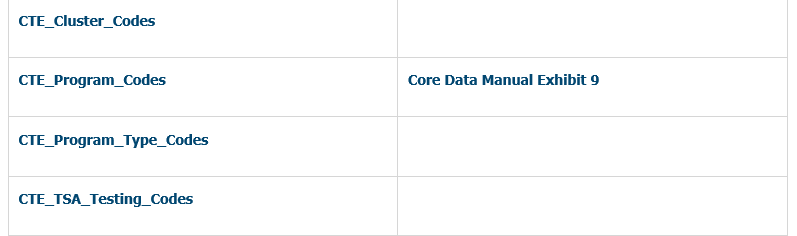 CTE_Cluster_Codes
CTE_Program_Codes Core Data Manual Exhibit 9
CTE_Program_Type_Codes
CTE_TSA_Testing_Codes